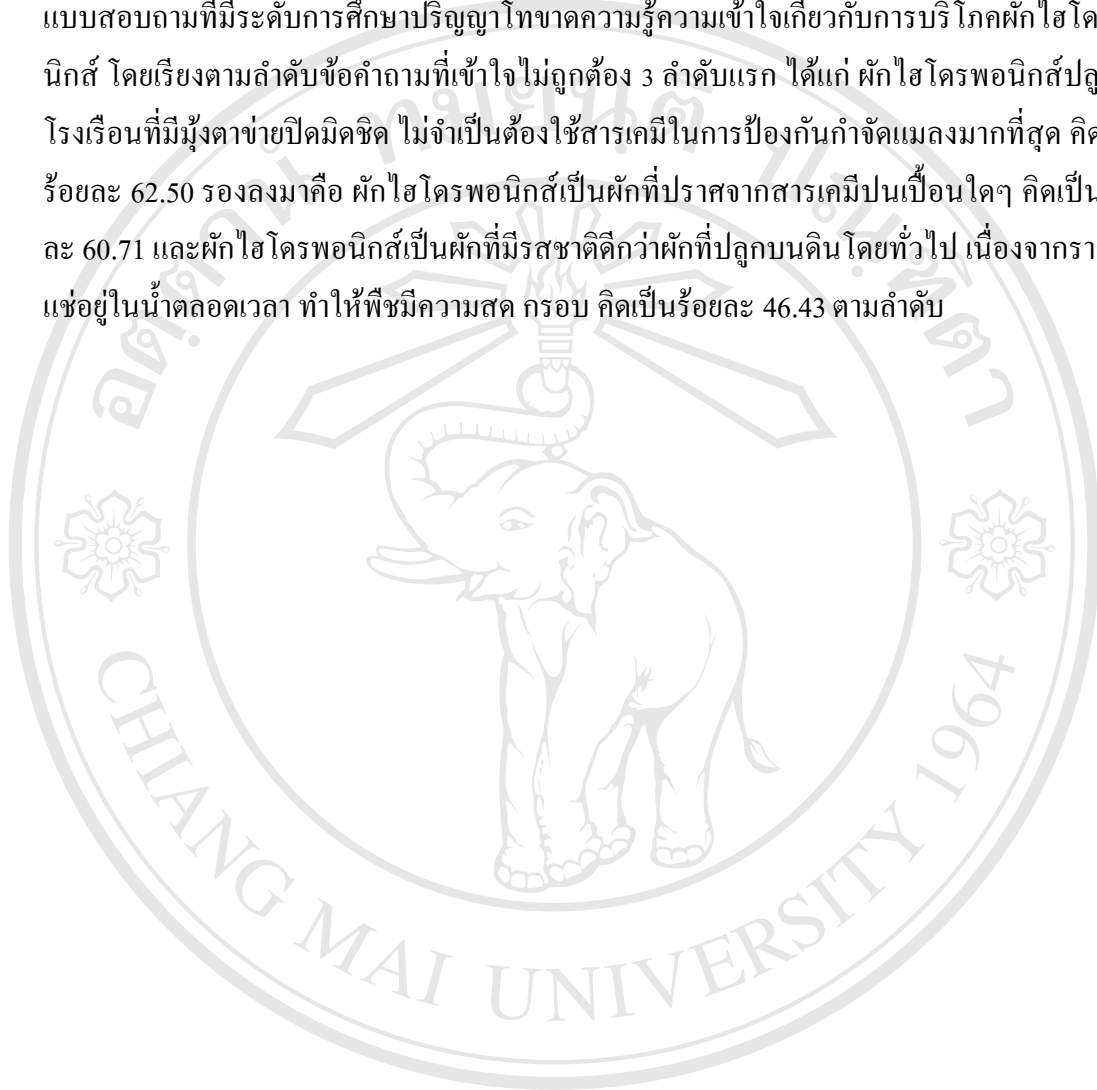 แบบสอบถามที่มีระดับการศึกษาปริญญาโทขาดความรู้ความเข้าใจเกี่ยวกับการบริโภคผักไฮโด
นิกส์ โดยเรียงตามลำดับข้อคำถามที่เข้าใจไม่ถูกต้อง 3 ลำดับแรก ได้แก่ ผักไฮโดรพอนิกส์ปลู
โรงเรือนที่มีมุ้งตาข่ายปิดมิดชิด ไม่จำเป็นต้องใช้สารเคมีในการป้องกันกำจัดแมลงมากที่สุด คิด
ร้อยละ 62.50 รองลงมาคือ ผักไฮโดรพอนิกส์เป็นผักที่ปราศจากสารเคมีปนเปื้อนใดๆ คิดเป็น
ละ 60.71 และผักไฮโดรพอนิกส์เป็นผักที่มีรสชาติดีกว่าผักที่ปลูกบนดินโดยทั่วไป เนื่องจากรา
แช่อยู่ในน้ำตลอดเวลา ทำให้พืชมีความสด กรอบ คิดเป็นร้อยละ 46.43 ตามลำดับ
อตฺตานํ ทมยนฺติ ปณฺฑิตา
CHIANG MAI UNIVERSITY 1964